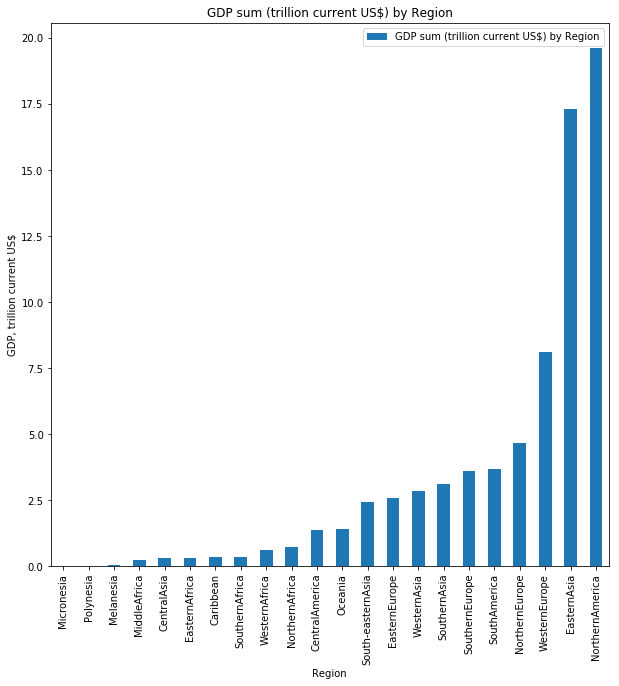 GDP sum (trillion current US$) by Region
GDP sum (trillion current US$) by Region
20.0
17.5
15.0
12.5
10.0
7.5
5.0
2.5
0.0
GDP, trillion current US$
Micronesia
Polynesia
Melanesia
MiddleAfrica
CentralAsia
EasternAfrica
Caribbean
SouthernAfrica
WesternAfrica
NorthernAfrica
CentralAmerica
Oceania
South-easternAsia
EasternEurope
WesternAsia
SouthernAsia
SouthernEurope
SouthAmerica
NorthernEurope
WesternEurope
EasternAsia
NorthernAmerica
Region